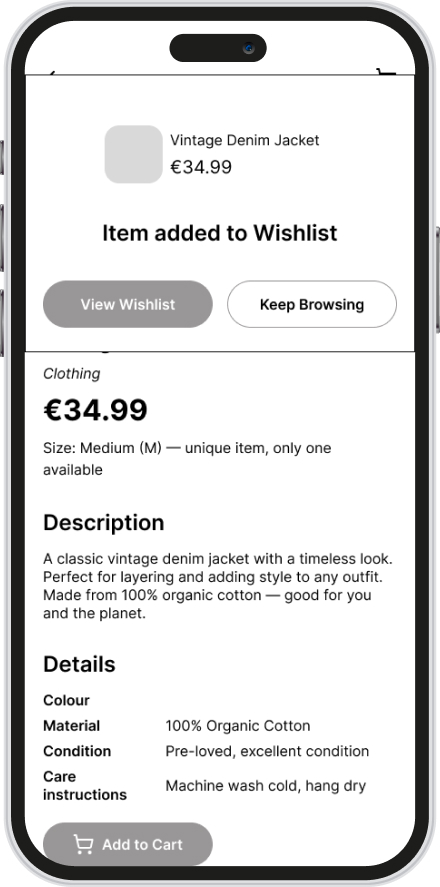 Vintage Denim Jacket
€34.99
Item added to Wishlist
View Wishlist
Keep Browsing
Clothing
€34.99
Size: Medium (M) — unique item, only one
available
Description
A classic vintage denim jacket with a timeless look.
Perfect for layering and adding style to any outfit.
Made from 100% organic cotton — good for you
and the planet.
Details
Colour
Material 100% Organic Cotton
Condition Pre-loved, excellent condition
Care
instructions Machine wash cold, hang dry
Add to Cart